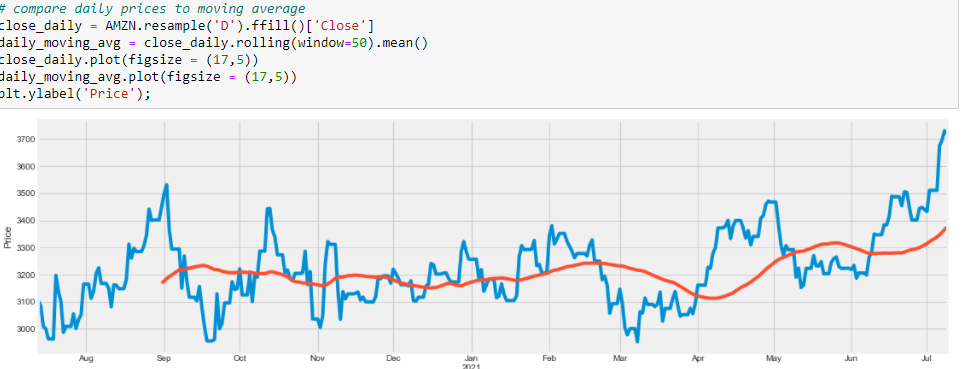 # compare daily prices to moving average
close_daily = AMZN.resample('D').ffill()['Close']
daily_moving_avg = close_daily.rolling(window=50).mean()
close_daily.plot(figsize = (17,5))
daily_moving_avg.plot(figsize = (17,5))
plt.ylabel('Price');
3700
3600
3500
3400
3300
3200
3100
3000
Price
Aug Sep Oct Nov Dec Jan Feb Mar Apr May Jun Jul
2021